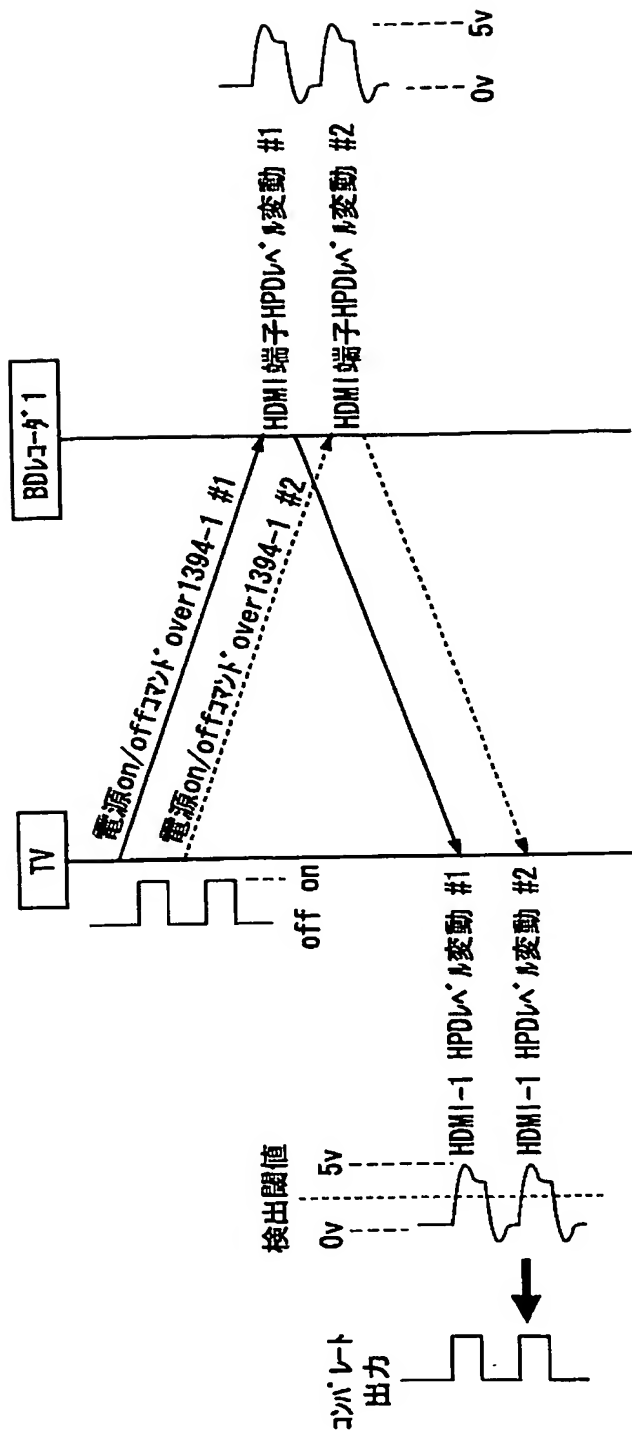 TV
BDレコーダ1
off on
電源on/offコマンドover1394-1 #1
電源on/offコマンドover1394-1 #2
HDMI端子HPDレベル変動 #1
HDMI端子HPDレベル変動 #2
0v
5v
検出閾値
0v
5v
HDMI-1 HPDレベル変動 #1
HDMI-1 HPDレベル変動 #2
コンパレート
出力